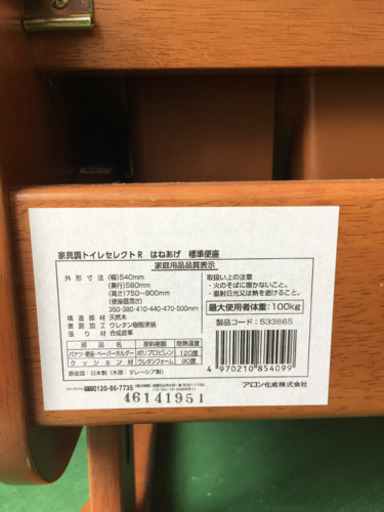 家具調トイレセレクトR はねあげ 標準便座
家庭用品品質表示
外形寸法 (幅)540mm
(奥行)580mm
(高さ)750~900mm
(便座面高さ)
350-380-410-440-470-500mm
構造部材 天然木
表面加工 ウレタン樹脂塗装
張り材 合成皮革
取扱い上の注意
・火のそばに置かないこと。
・直射日光又は熱を避けること。
最大使用者体重:100kg
製品コード:533865
部品名 原料樹脂 耐熱温度
バケツ・便座・ペーパーホルダー ポリプロピレン 120度
クッション材 ウレタンフォーム 80度
原産国:日本製(木部:マレーシア製)
0120-86-7735
46141951
4970210854099
アロン化成株式会社